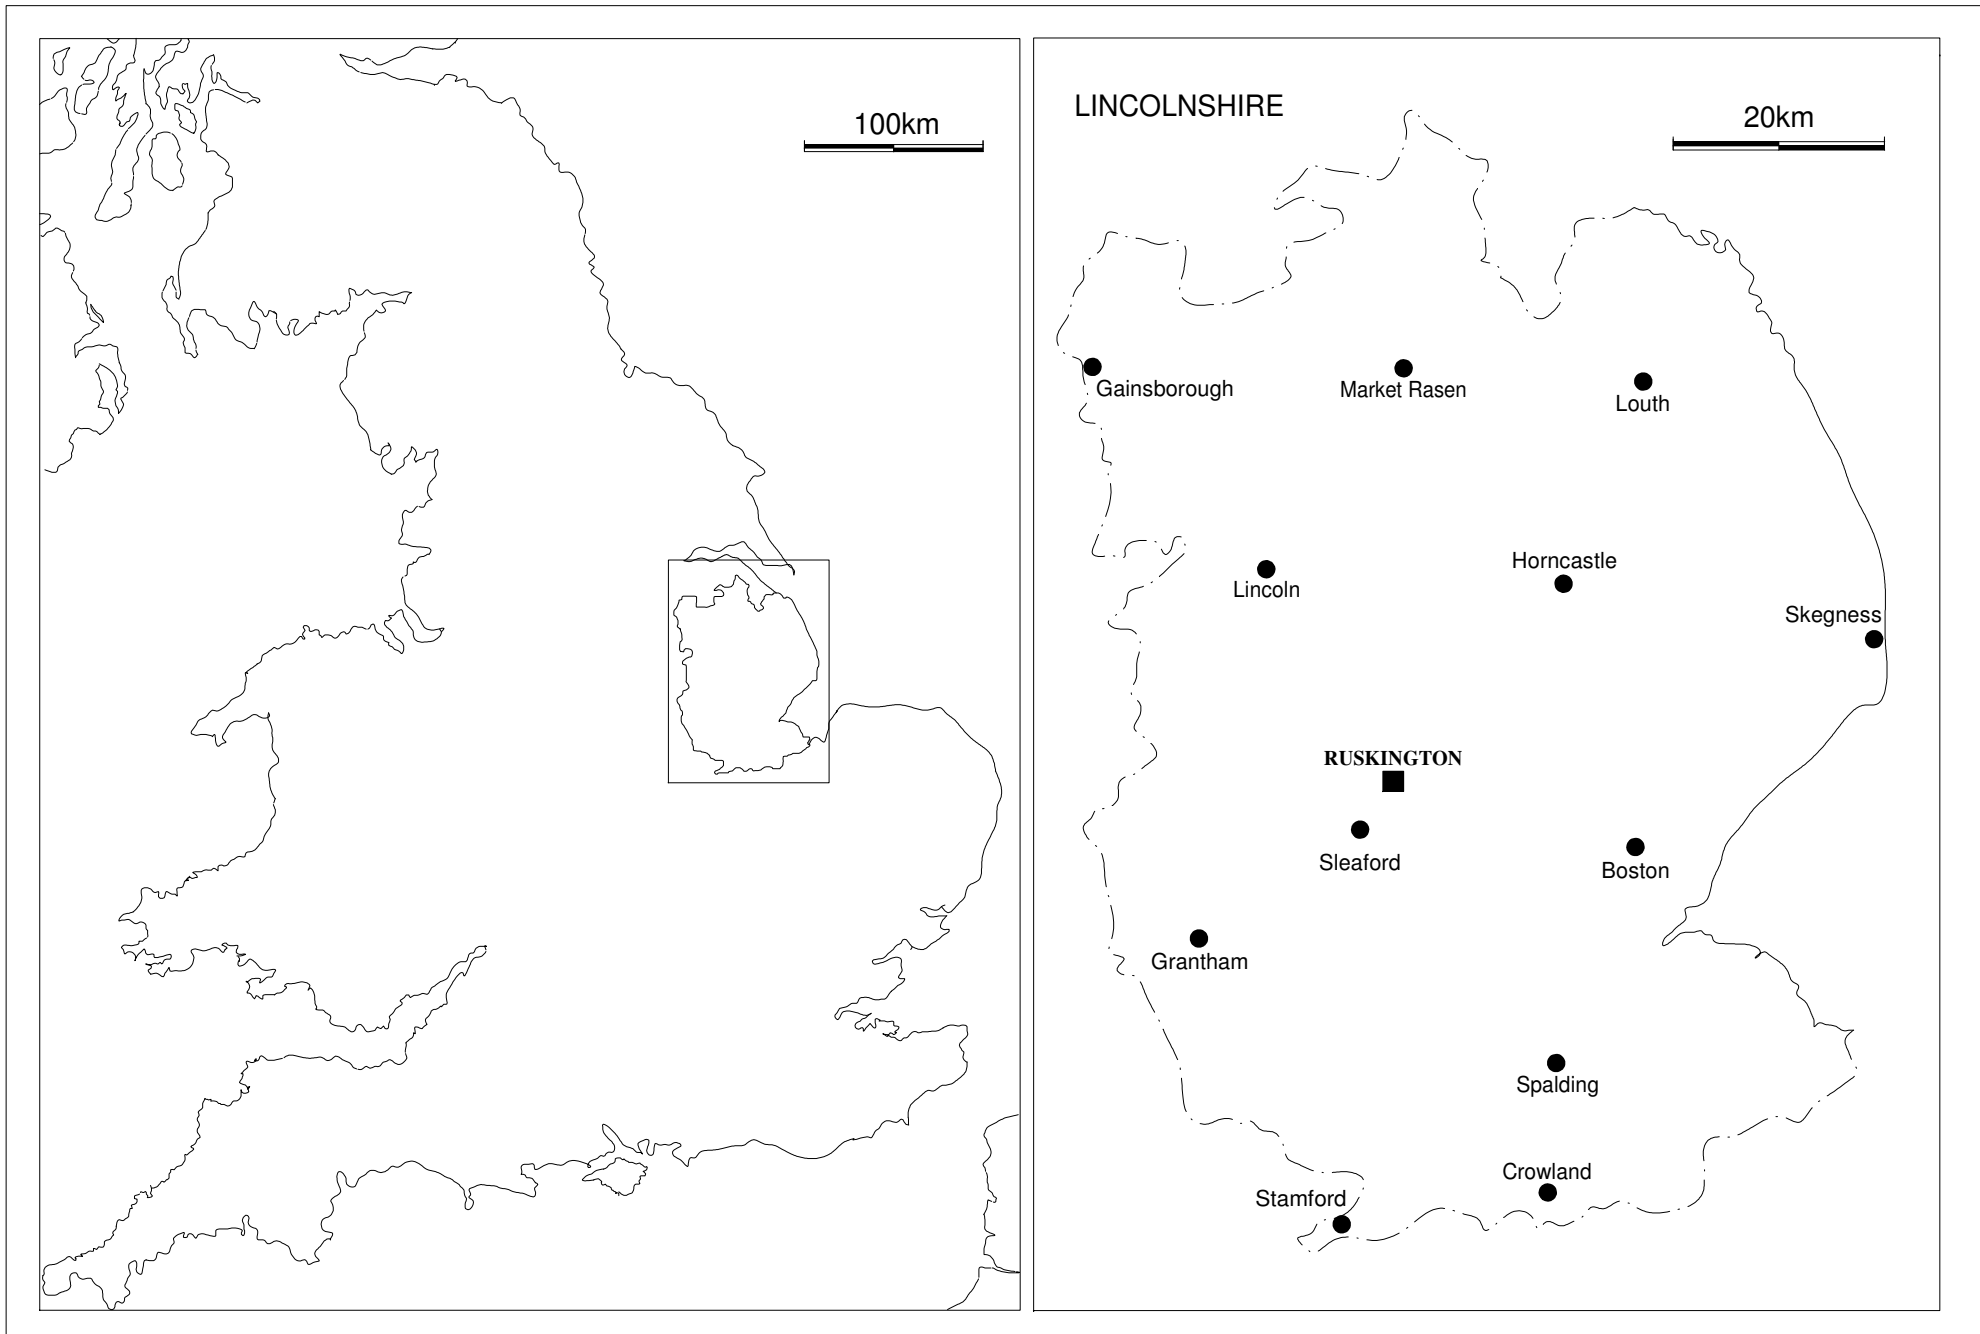 100km
LINCOLNSHIRE
20km
Gainsborough
Market Rasen
Louth
Horncastle
Lincoln
Skegness
RUSKINGTON
Sleaford
Boston
Grantham
Spalding
Crowland
Stamford